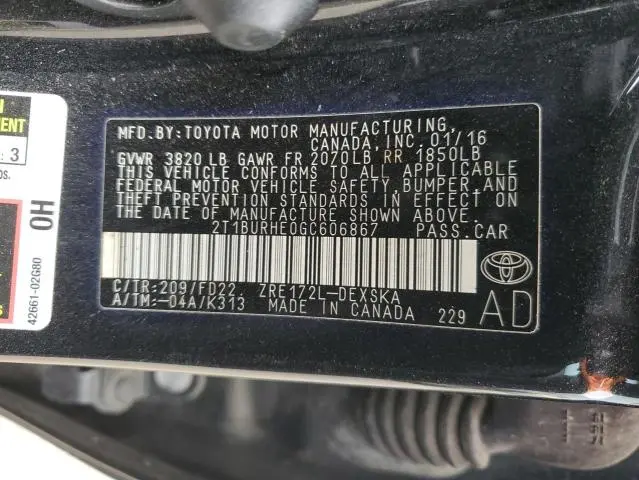 MFD. BY: TOYOTA MOTOR MANUFACTURING,
CANADA, INC. 01/16
GVWR 3820 LB GAWR FR 2070LB RR 1850LB
THIS VEHICLE CONFORMS TO ALL APPLICABLE
FEDERAL MOTOR VEHICLE SAFETY, BUMPER, AND
THEFT PREVENTION STANDARDS IN EFFECT ON
THE DATE OF MANUFACTURE SHOWN ABOVE.
2T1BURHE0GC606867 PASS. CAR
C/TR: 209/FD22 ZRE172L-DEXSKA
A/TM: -04A/K313 MADE IN CANADA 229
AD
3
0H
42661-02G80